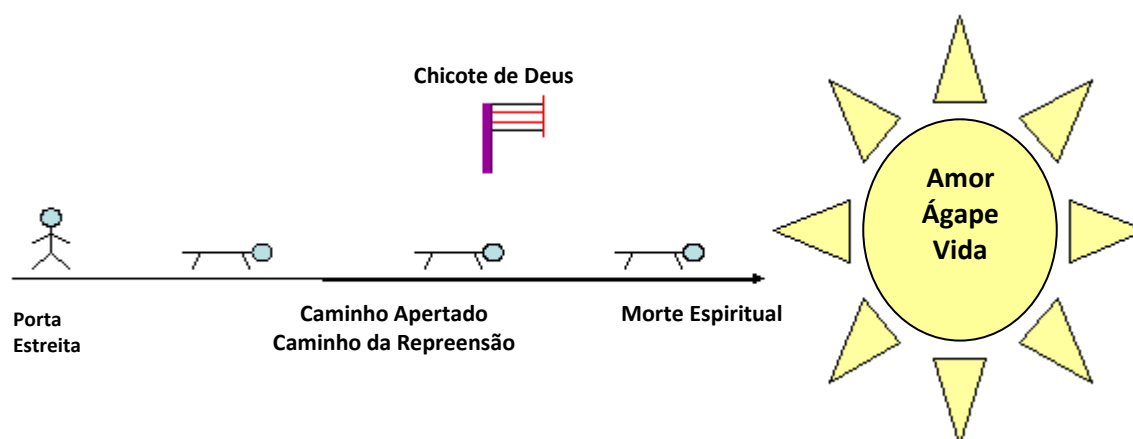 Chicote de Deus
Amor
Ágape
Vida
Porta
Estreita
Caminho Apertado
Caminho da Repreensão
Morte Espiritual